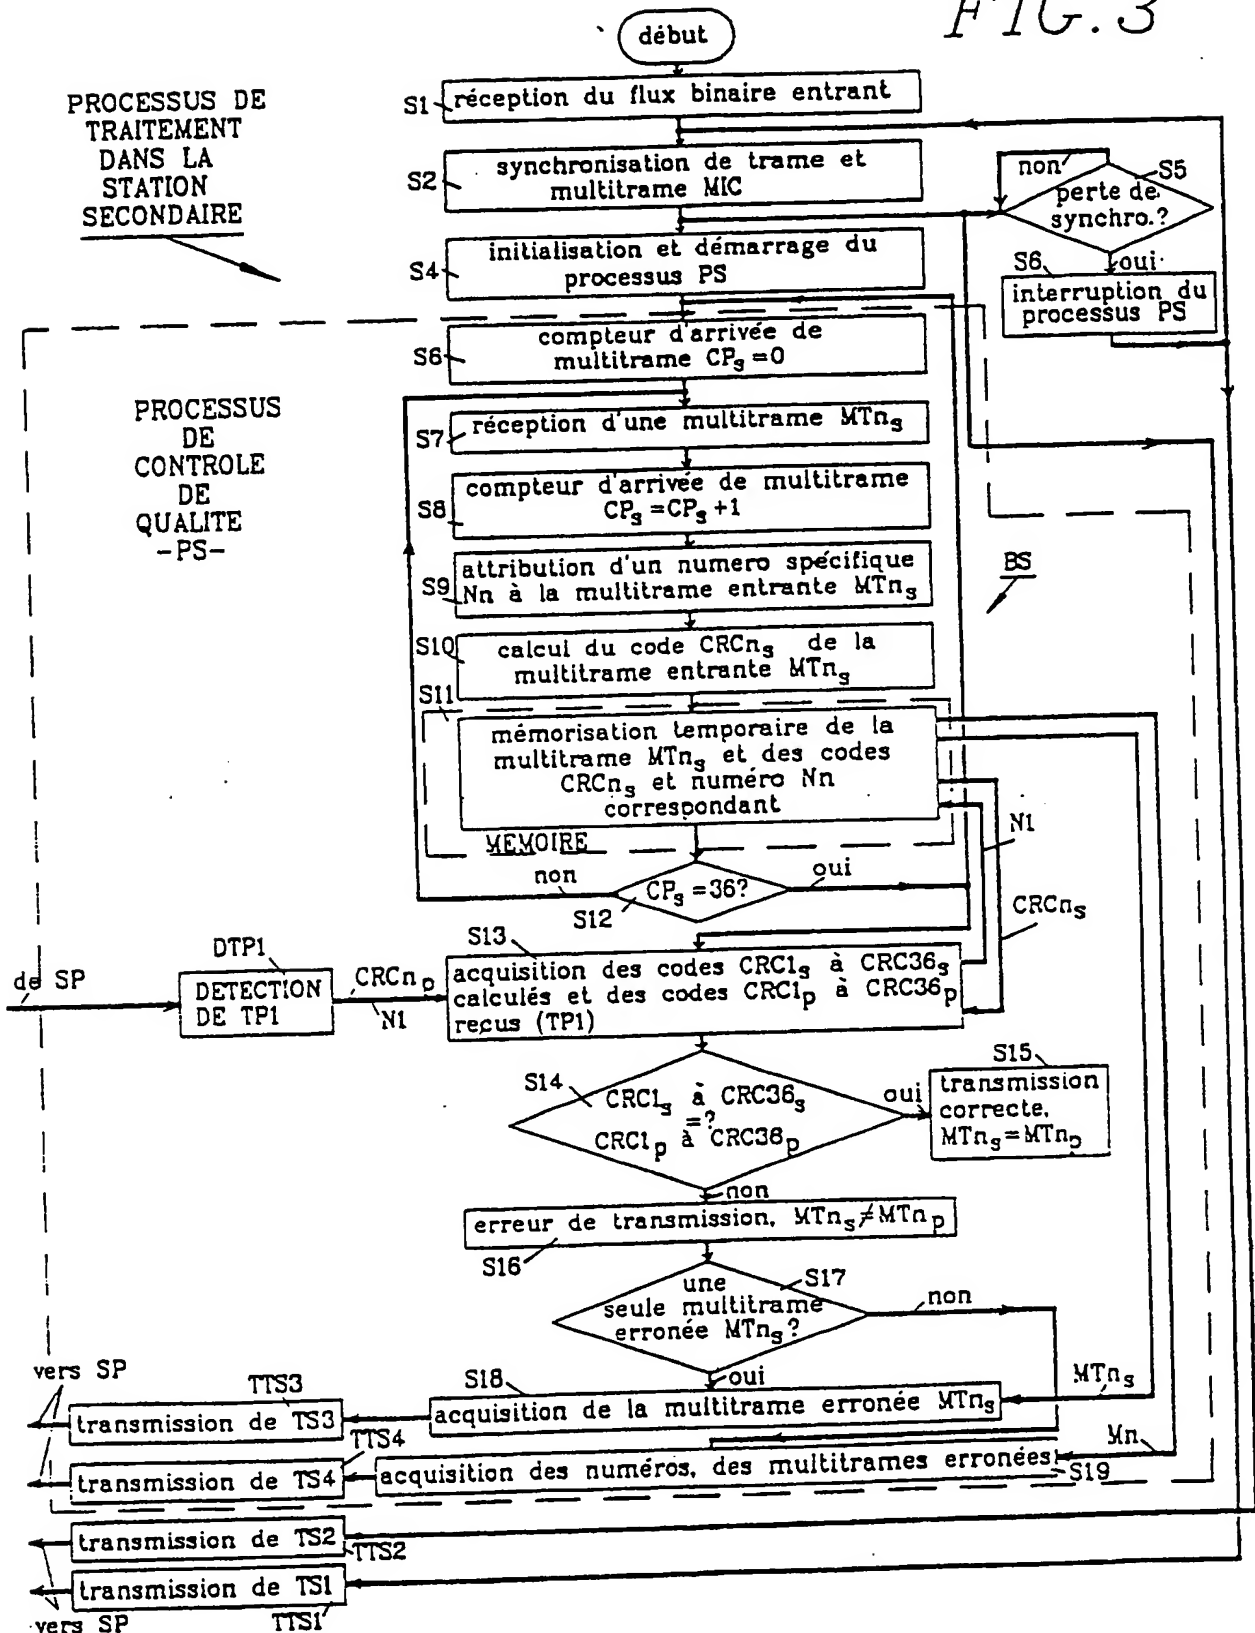 FIG. 3
début
PROCESSUS DE
TRAITEMENT
DANS LA
STATION
SECONDAIRE
S1
réception du flux binaire entrant
S2
synchronisation de trame et
multitrame MIC
non
S5
perte de
synchro.?
oui
S4
initialisation et démarrage du
processus PS
S6
interruption du
processus PS
S6
compteur d'arrivée de
multitrame CPs =0
PROCESSUS
DE
CONTROLE
DE
QUALITE
-PS-
S7
réception d'une multitrame MTns
S8
compteur d'arrivée de multitrame
CPs =CPs +1
S9
attribution d'un numero spécifique
Nn à la multitrame entrante MTns
BS
S10
calcul du code CRCns de la
multitrame entrante MTns
S11
mémorisation temporaire de la
multitrame MTns et des codes
CRCns et numéro Nn
correspondant
MEMOIRE
N1
non
CPs =36?
oui
S12
CRCns
S13
DTP1
de SP
DETECTION
DE TP1
CRCnp
N1
acquisition des codes CRC1s à CRC36s
calculés et des codes CRC1p à CRC36p
reçus (TP1)
S14
CRC1s à CRC36s
=?
CRC1p à CRC36p
oui
S15
transmission
correcte,
MTns=MTnp
non
erreur de transmission, MTns≠MTnp
S16
S17
une
seule multitrame
erronée MTns?
non
oui
vers SP
TTS3
transmission de TS3
S18
acquisition de la multitrame erronée MTns
MTns
TTS4
transmission de TS4
acquisition des numéros, des multitrames erronées
Mn
S19
transmission de TS2
TTS2
transmission de TS1
TTS1
vers SP